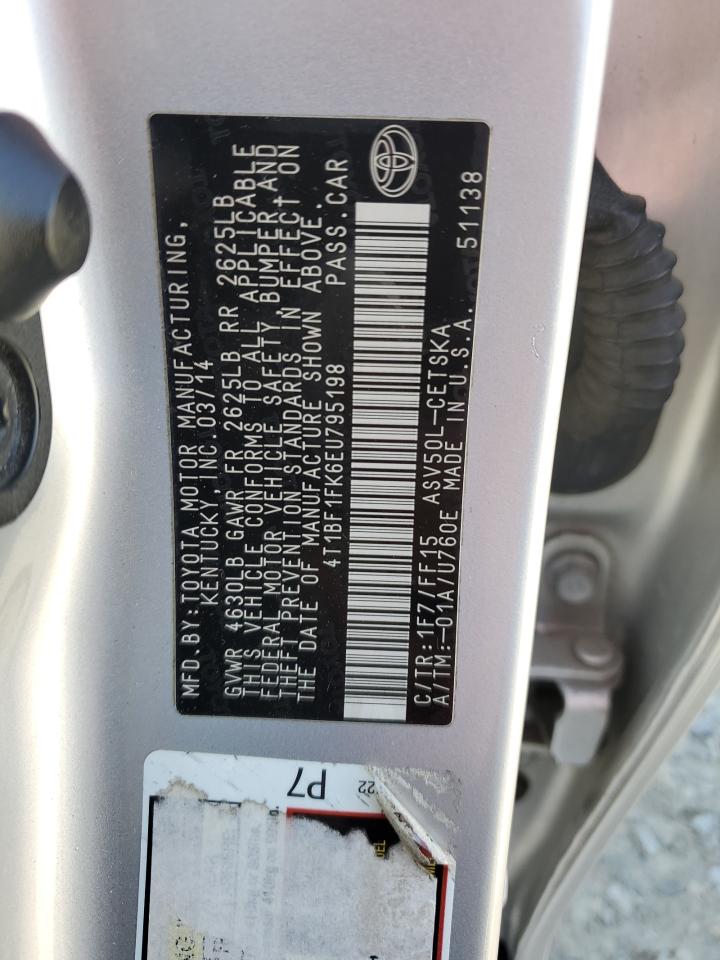 MFD.BY:TOYOTA MOTOR MANUFACTURING,
KENTUCKY, INC. 03/14
GVWR 4630LB GAWR FR 2625LB RR 2625LB
THIS VEHICLE CONFORMS TO ALL APPLICABLE
FEDERAL MOTOR VEHICLE SAFETY, BUMPER AND
THEFT PREVENTION STANDARDS IN EFFECT ON
THE DATE OF MANUFACTURE SHOWN ABOVE.
4T1BF1FK6EU795198 PASS.CAR
C/TR:1F7/FF15 ASV50L-CETSKA
A/TM:-01A/U760E MADE IN U.S.A. 51138
P7
22